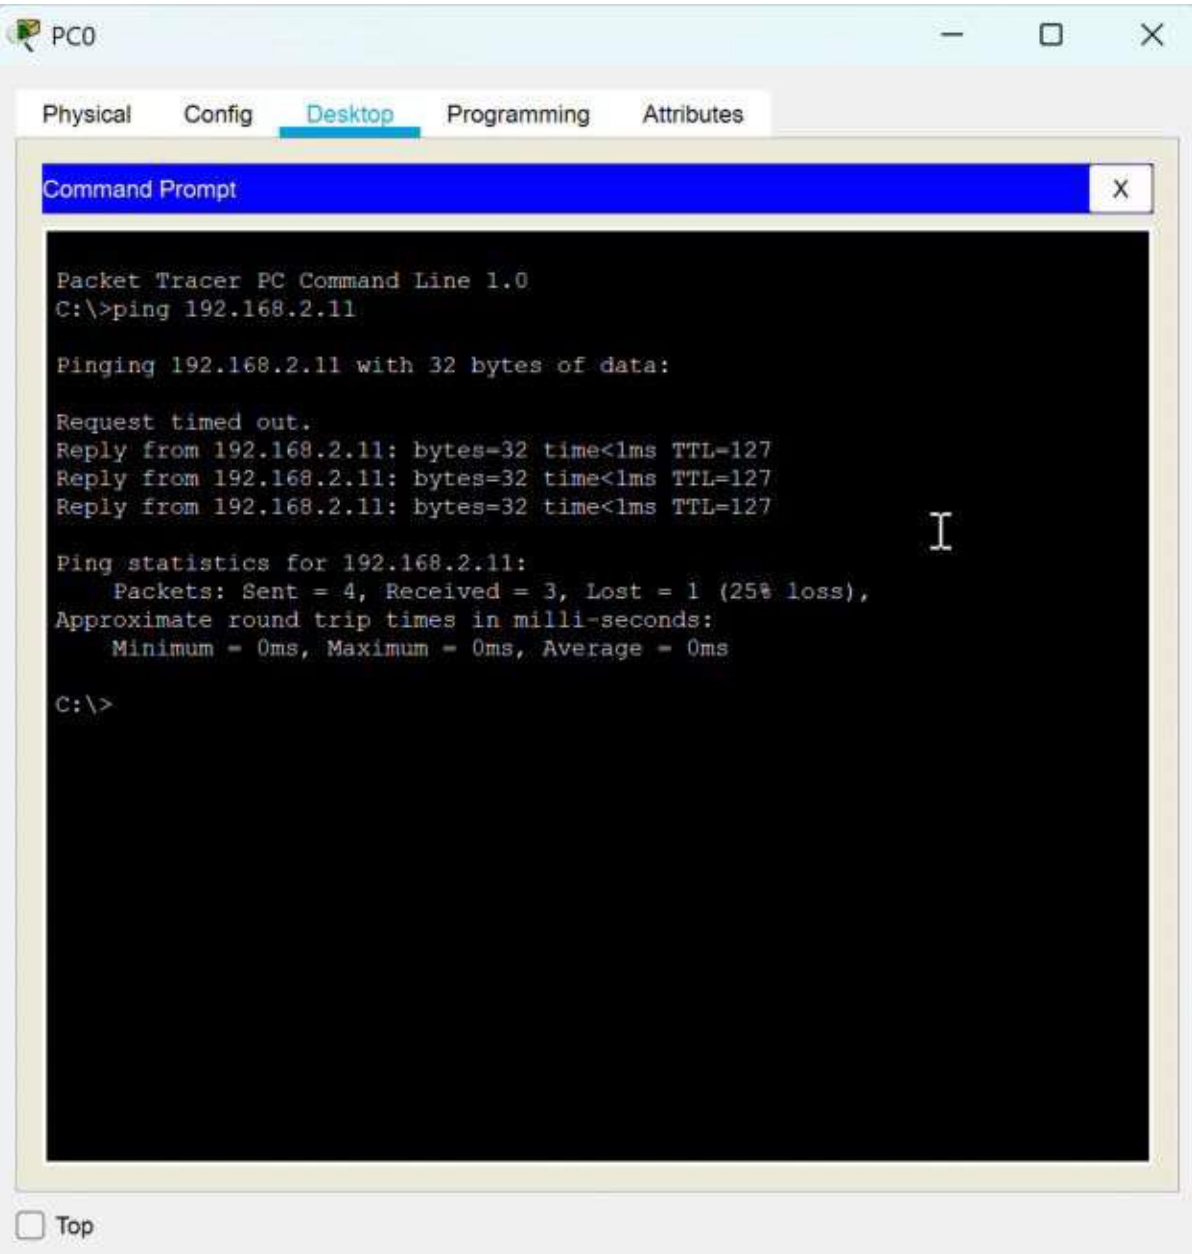 PC0
Physical Config Desktop Programming Attributes
Command Prompt X
Packet Tracer PC Command Line 1.0
C:\>ping 192.168.2.11
Pinging 192.168.2.11 with 32 bytes of data:
Request timed out.
Reply from 192.168.2.11: bytes=32 time<1ms TTL=127
Reply from 192.168.2.11: bytes=32 time<1ms TTL=127
Reply from 192.168.2.11: bytes=32 time<1ms TTL=127
Ping statistics for 192.168.2.11:
Packets: Sent = 4, Received = 3, Lost = 1 (25% loss),
Approximate round trip times in milli-seconds:
Minimum = 0ms, Maximum = 0ms, Average = 0ms
C:\>
Top